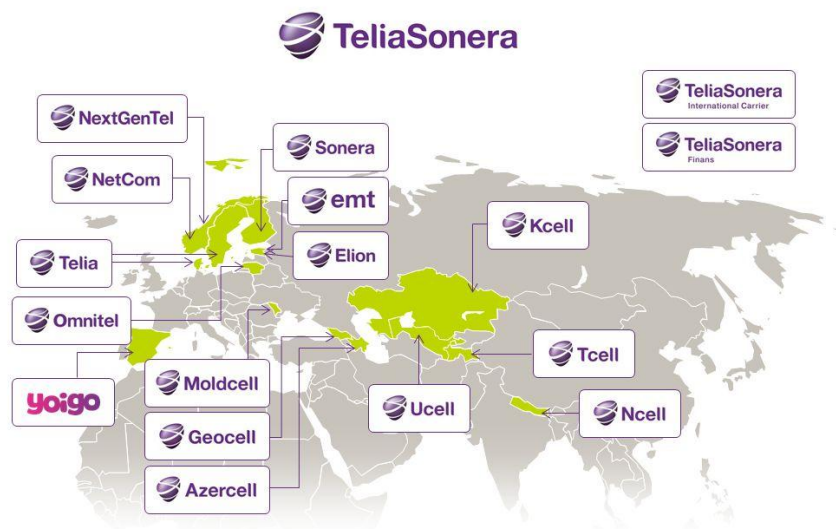 TeliaSonera
TeliaSonera
International Carrier
TeliaSonera
Finans
NextGenTel
Sonera
NetCom
emt
Kcell
Telia
Elion
Omnitel
Tcell
Moldcell
yoigo
Ucell
Ncell
Geocell
Azercell